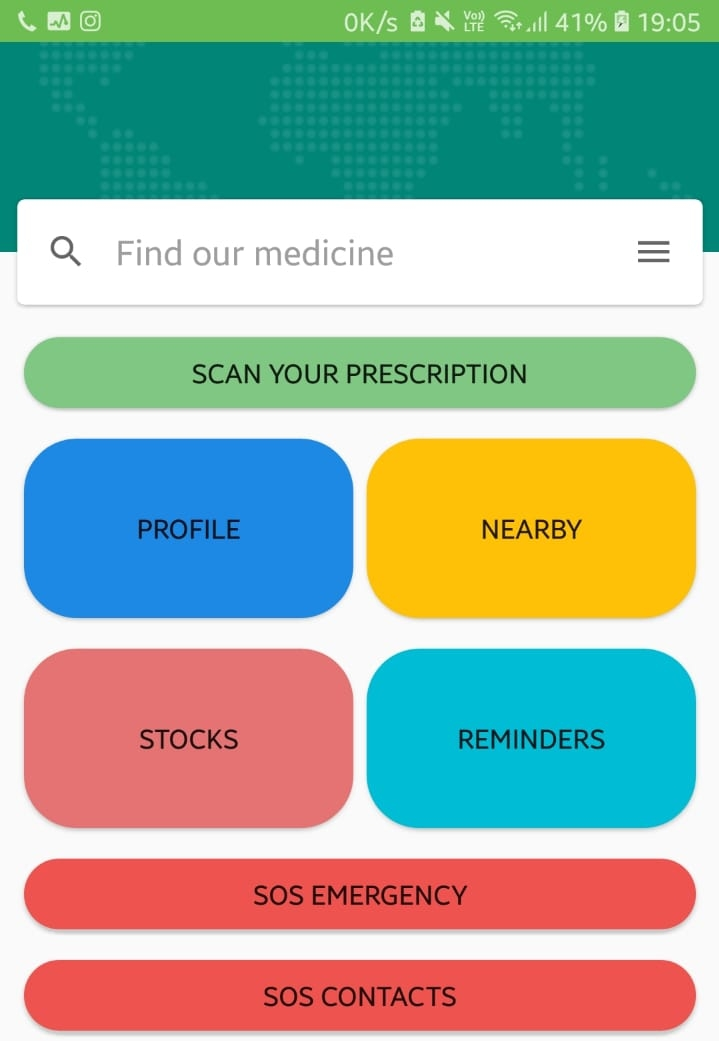 0K/s Vo)) LTE 41% 19:05
Find our medicine
SCAN YOUR PRESCRIPTION
PROFILE NEARBY
STOCKS REMINDERS
SOS EMERGENCY
SOS CONTACTS